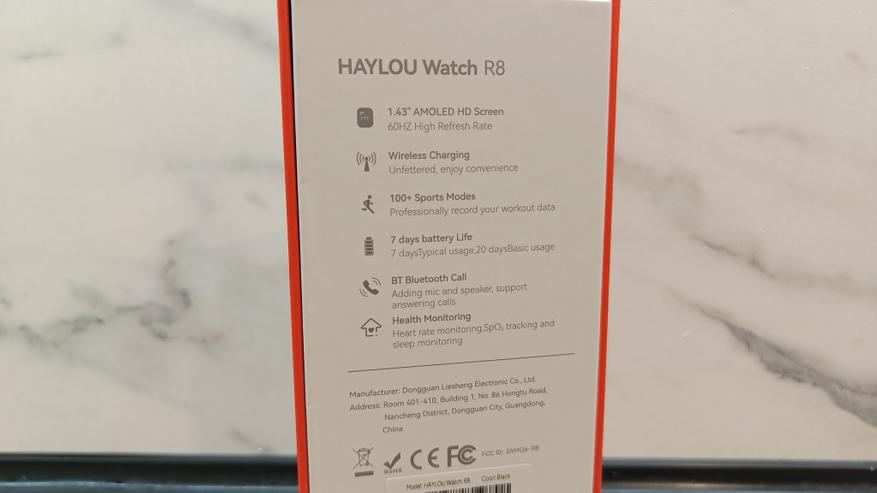 HAYLOU Watch R8
1.43" AMOLED HD Screen
60HZ High Refresh Rate
Wireless Charging
Unfettered, enjoy convenience
100+ Sports Modes
Professionally record your workout data
7 days battery Life
7 daysTypical usage,20 daysBasic usage
BT Bluetooth Call
Adding mic and speaker, support
answering calls
Health Monitoring
Heart rate monitoring,SpO₂ tracking and
sleep monitoring
Manufacturer: Dongguan Liesheng Electronic Co., Ltd.
Address: Room 401-410, Building 1, No. 86 Hongtu Road,
Nancheng District, Dongguan City, Guangdong,
China
RoHS CE FC FCC ID: 2AMQ6-R8
Model: HAYLOU Watch R8 Color:Black